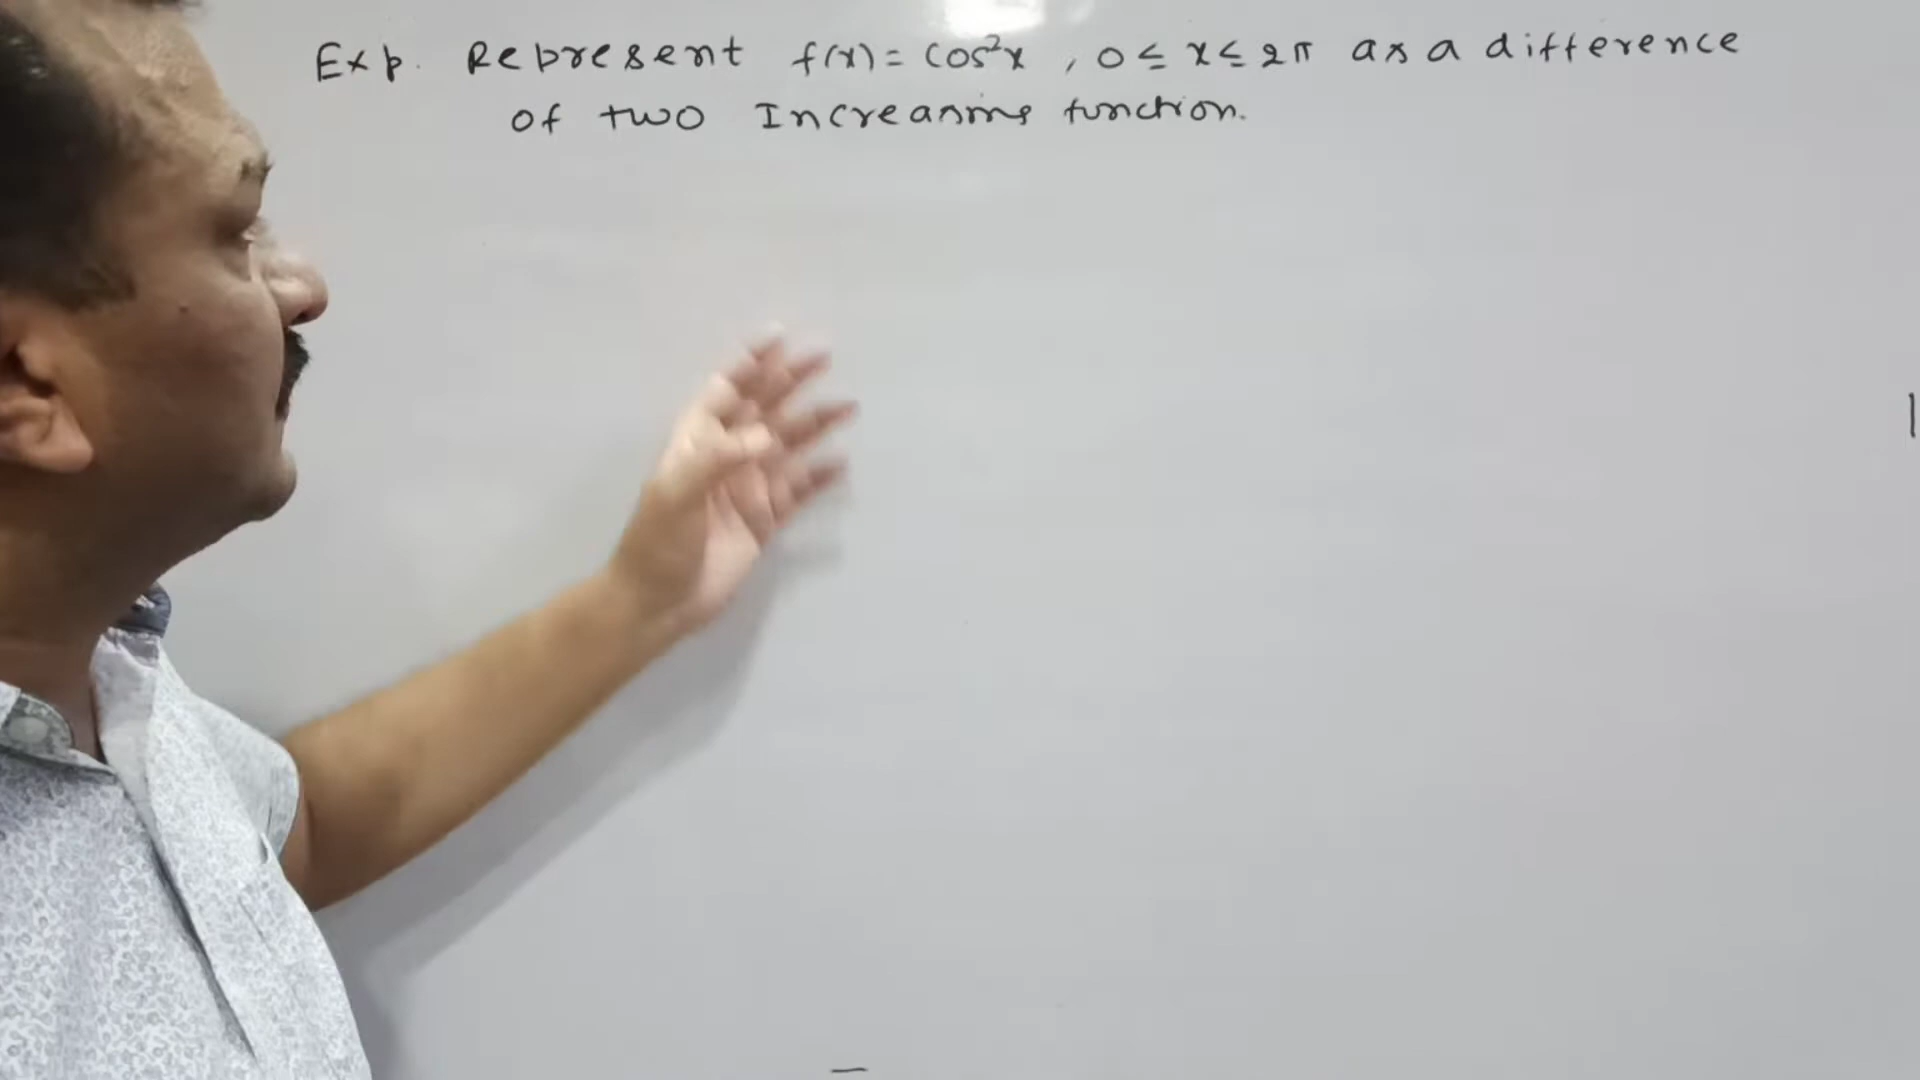 Exp. Represent f(x) = cos²x , 0 ≤ x ≤ 2π as a difference
of two Increasing function.